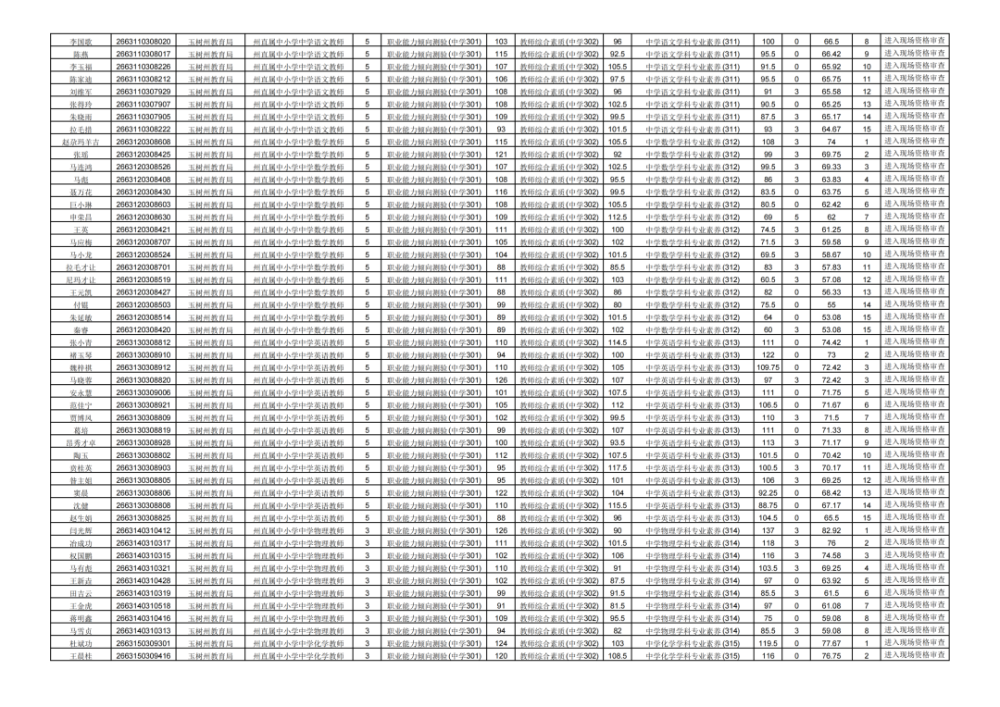 李国歌 2663110308020 玉树州教育局 州直属中小学中学语文教师 5 职业能力倾向测验(中学301) 103 教师综合素质(中学302) 96 中学语文学科专业素养(311) 100 0 66.5 8 进入现场资格审查
陈燕 2663110308017 玉树州教育局 州直属中小学中学语文教师 5 职业能力倾向测验(中学301) 115 教师综合素质(中学302) 92.5 中学语文学科专业素养(311) 95.5 0 66.42 9 进入现场资格审查
李玉福 2663110308226 玉树州教育局 州直属中小学中学语文教师 5 职业能力倾向测验(中学301) 107 教师综合素质(中学302) 105.5 中学语文学科专业素养(311) 91.5 0 65.92 10 进入现场资格审查
陈家迪 2663110308212 玉树州教育局 州直属中小学中学语文教师 5 职业能力倾向测验(中学301) 106 教师综合素质(中学302) 97.5 中学语文学科专业素养(311) 95.5 0 65.75 11 进入现场资格审查
刘维军 2663110307929 玉树州教育局 州直属中小学中学语文教师 5 职业能力倾向测验(中学301) 108 教师综合素质(中学302) 96 中学语文学科专业素养(311) 91 3 65.58 12 进入现场资格审查
张得玲 2663110307907 玉树州教育局 州直属中小学中学语文教师 5 职业能力倾向测验(中学301) 108 教师综合素质(中学302) 102.5 中学语文学科专业素养(311) 90.5 0 65.25 13 进入现场资格审查
朱晓雨 2663110307905 玉树州教育局 州直属中小学中学语文教师 5 职业能力倾向测验(中学301) 109 教师综合素质(中学302) 99.5 中学语文学科专业素养(311) 87.5 3 65.17 14 进入现场资格审查
拉毛措 2663110308222 玉树州教育局 州直属中小学中学语文教师 5 职业能力倾向测验(中学301) 93 教师综合素质(中学302) 101.5 中学语文学科专业素养(311) 93 3 64.67 15 进入现场资格审查
赵尕玛羊吉 2663120308608 玉树州教育局 州直属中小学中学数学教师 5 职业能力倾向测验(中学301) 115 教师综合素质(中学302) 105.5 中学数学学科专业素养(312) 108 3 74 1 进入现场资格审查
张瑶 2663120308425 玉树州教育局 州直属中小学中学数学教师 5 职业能力倾向测验(中学301) 121 教师综合素质(中学302) 92 中学数学学科专业素养(312) 99 3 69.75 2 进入现场资格审查
马连鸿 2663120308526 玉树州教育局 州直属中小学中学数学教师 5 职业能力倾向测验(中学301) 107 教师综合素质(中学302) 102.5 中学数学学科专业素养(312) 99.5 3 69.33 3 进入现场资格审查
马彪 2663120308408 玉树州教育局 州直属中小学中学数学教师 5 职业能力倾向测验(中学301) 108 教师综合素质(中学302) 95.5 中学数学学科专业素养(312) 86 3 63.83 4 进入现场资格审查
聂万花 2663120308430 玉树州教育局 州直属中小学中学数学教师 5 职业能力倾向测验(中学301) 116 教师综合素质(中学302) 99.5 中学数学学科专业素养(312) 83.5 0 63.75 5 进入现场资格审查
巨小琳 2663120308603 玉树州教育局 州直属中小学中学数学教师 5 职业能力倾向测验(中学301) 108 教师综合素质(中学302) 105.5 中学数学学科专业素养(312) 80.5 0 62.42 6 进入现场资格审查
申荣昌 2663120308630 玉树州教育局 州直属中小学中学数学教师 5 职业能力倾向测验(中学301) 109 教师综合素质(中学302) 112.5 中学数学学科专业素养(312) 69 5 62 7 进入现场资格审查
王英 2663120308421 玉树州教育局 州直属中小学中学数学教师 5 职业能力倾向测验(中学301) 111 教师综合素质(中学302) 100 中学数学学科专业素养(312) 74.5 3 61.25 8 进入现场资格审查
马应梅 2663120308707 玉树州教育局 州直属中小学中学数学教师 5 职业能力倾向测验(中学301) 105 教师综合素质(中学302) 102 中学数学学科专业素养(312) 71.5 3 59.58 9 进入现场资格审查
马小龙 2663120308524 玉树州教育局 州直属中小学中学数学教师 5 职业能力倾向测验(中学301) 104 教师综合素质(中学302) 101.5 中学数学学科专业素养(312) 69.5 3 58.67 10 进入现场资格审查
拉毛才让 2663120308701 玉树州教育局 州直属中小学中学数学教师 5 职业能力倾向测验(中学301) 88 教师综合素质(中学302) 85.5 中学数学学科专业素养(312) 83 3 57.83 11 进入现场资格审查
尼玛才让 2663120308519 玉树州教育局 州直属中小学中学数学教师 5 职业能力倾向测验(中学301) 111 教师综合素质(中学302) 103 中学数学学科专业素养(312) 60.5 3 57.08 12 进入现场资格审查
王元凯 2663120308427 玉树州教育局 州直属中小学中学数学教师 5 职业能力倾向测验(中学301) 88 教师综合素质(中学302) 86 中学数学学科专业素养(312) 82 0 56.33 13 进入现场资格审查
付锟 2663120308503 玉树州教育局 州直属中小学中学数学教师 5 职业能力倾向测验(中学301) 99 教师综合素质(中学302) 80 中学数学学科专业素养(312) 75.5 0 55 14 进入现场资格审查
朱延敏 2663120308514 玉树州教育局 州直属中小学中学数学教师 5 职业能力倾向测验(中学301) 89 教师综合素质(中学302) 101.5 中学数学学科专业素养(312) 64 0 53.08 15 进入现场资格审查
秦睿 2663120308420 玉树州教育局 州直属中小学中学数学教师 5 职业能力倾向测验(中学301) 89 教师综合素质(中学302) 102 中学数学学科专业素养(312) 60 3 53.08 15 进入现场资格审查
张小青 2663130308812 玉树州教育局 州直属中小学中学英语教师 5 职业能力倾向测验(中学301) 110 教师综合素质(中学302) 114.5 中学英语学科专业素养(313) 111 0 74.42 1 进入现场资格审查
褚玉琴 2663130308910 玉树州教育局 州直属中小学中学英语教师 5 职业能力倾向测验(中学301) 94 教师综合素质(中学302) 100 中学英语学科专业素养(313) 122 0 73 2 进入现场资格审查
魏梓祺 2663130308912 玉树州教育局 州直属中小学中学英语教师 5 职业能力倾向测验(中学301) 110 教师综合素质(中学302) 105 中学英语学科专业素养(313) 109.75 0 72.42 3 进入现场资格审查
马晓蓉 2663130308820 玉树州教育局 州直属中小学中学英语教师 5 职业能力倾向测验(中学301) 126 教师综合素质(中学302) 107 中学英语学科专业素养(313) 97 3 72.42 3 进入现场资格审查
安永慧 2663130309006 玉树州教育局 州直属中小学中学英语教师 5 职业能力倾向测验(中学301) 101 教师综合素质(中学302) 107.5 中学英语学科专业素养(313) 111 0 71.75 5 进入现场资格审查
范佳宁 2663130308921 玉树州教育局 州直属中小学中学英语教师 5 职业能力倾向测验(中学301) 105 教师综合素质(中学302) 112 中学英语学科专业素养(313) 106.5 0 71.67 6 进入现场资格审查
贾博凤 2663130308809 玉树州教育局 州直属中小学中学英语教师 5 职业能力倾向测验(中学301) 102 教师综合素质(中学302) 99.5 中学英语学科专业素养(313) 110 3 71.5 7 进入现场资格审查
葛培 2663130308819 玉树州教育局 州直属中小学中学英语教师 5 职业能力倾向测验(中学301) 99 教师综合素质(中学302) 107 中学英语学科专业素养(313) 111 0 71.33 8 进入现场资格审查
昂秀才卓 2663130308928 玉树州教育局 州直属中小学中学英语教师 5 职业能力倾向测验(中学301) 100 教师综合素质(中学302) 93.5 中学英语学科专业素养(313) 113 3 71.17 9 进入现场资格审查
陶玉 2663130308802 玉树州教育局 州直属中小学中学英语教师 5 职业能力倾向测验(中学301) 112 教师综合素质(中学302) 107.5 中学英语学科专业素养(313) 101.5 0 70.42 10 进入现场资格审查
贠桂英 2663130308903 玉树州教育局 州直属中小学中学英语教师 5 职业能力倾向测验(中学301) 95 教师综合素质(中学302) 117.5 中学英语学科专业素养(313) 100.5 3 70.17 11 进入现场资格审查
昝主姐 2663130308805 玉树州教育局 州直属中小学中学英语教师 5 职业能力倾向测验(中学301) 95 教师综合素质(中学302) 101 中学英语学科专业素养(313) 106 3 69.25 12 进入现场资格审查
窦晨 2663130308806 玉树州教育局 州直属中小学中学英语教师 5 职业能力倾向测验(中学301) 122 教师综合素质(中学302) 104 中学英语学科专业素养(313) 92.25 0 68.42 13 进入现场资格审查
沈健 2663130308808 玉树州教育局 州直属中小学中学英语教师 5 职业能力倾向测验(中学301) 110 教师综合素质(中学302) 115.5 中学英语学科专业素养(313) 88.75 0 67.17 14 进入现场资格审查
赵生娟 2663130308825 玉树州教育局 州直属中小学中学英语教师 5 职业能力倾向测验(中学301) 88 教师综合素质(中学302) 96 中学英语学科专业素养(313) 104.5 0 65.5 15 进入现场资格审查
闫光辉 2663140310412 玉树州教育局 州直属中小学中学物理教师 3 职业能力倾向测验(中学301) 126 教师综合素质(中学302) 90 中学物理学科专业素养(314) 137 3 82.92 1 进入现场资格审查
冶成功 2663140310317 玉树州教育局 州直属中小学中学物理教师 3 职业能力倾向测验(中学301) 111 教师综合素质(中学302) 101.5 中学物理学科专业素养(314) 118 3 76 2 进入现场资格审查
权国鹏 2663140310315 玉树州教育局 州直属中小学中学物理教师 3 职业能力倾向测验(中学301) 102 教师综合素质(中学302) 106 中学物理学科专业素养(314) 116 3 74.58 3 进入现场资格审查
马有彪 2663140310321 玉树州教育局 州直属中小学中学物理教师 3 职业能力倾向测验(中学301) 110 教师综合素质(中学302) 91 中学物理学科专业素养(314) 103.5 3 69.25 4 进入现场资格审查
王新垚 2663140310428 玉树州教育局 州直属中小学中学物理教师 3 职业能力倾向测验(中学301) 102 教师综合素质(中学302) 87.5 中学物理学科专业素养(314) 97 0 63.92 5 进入现场资格审查
田吉云 2663140310319 玉树州教育局 州直属中小学中学物理教师 3 职业能力倾向测验(中学301) 99 教师综合素质(中学302) 91.5 中学物理学科专业素养(314) 85.5 3 61.5 6 进入现场资格审查
王金虎 2663140310518 玉树州教育局 州直属中小学中学物理教师 3 职业能力倾向测验(中学301) 91 教师综合素质(中学302) 81.5 中学物理学科专业素养(314) 97 0 61.08 7 进入现场资格审查
蒋明鑫 2663140310416 玉树州教育局 州直属中小学中学物理教师 3 职业能力倾向测验(中学301) 109 教师综合素质(中学302) 95.5 中学物理学科专业素养(314) 75 0 59.08 8 进入现场资格审查
马雪贞 2663140310313 玉树州教育局 州直属中小学中学物理教师 3 职业能力倾向测验(中学301) 94 教师综合素质(中学302) 82 中学物理学科专业素养(314) 85.5 3 59.08 8 进入现场资格审查
杜斌功 2663150309301 玉树州教育局 州直属中小学中学化学教师 3 职业能力倾向测验(中学301) 124 教师综合素质(中学302) 103 中学化学学科专业素养(315) 119.5 0 77.67 1 进入现场资格审查
王晨桂 2663150309416 玉树州教育局 州直属中小学中学化学教师 3 职业能力倾向测验(中学301) 120 教师综合素质(中学302) 108.5 中学化学学科专业素养(315) 116 0 76.75 2 进入现场资格审查